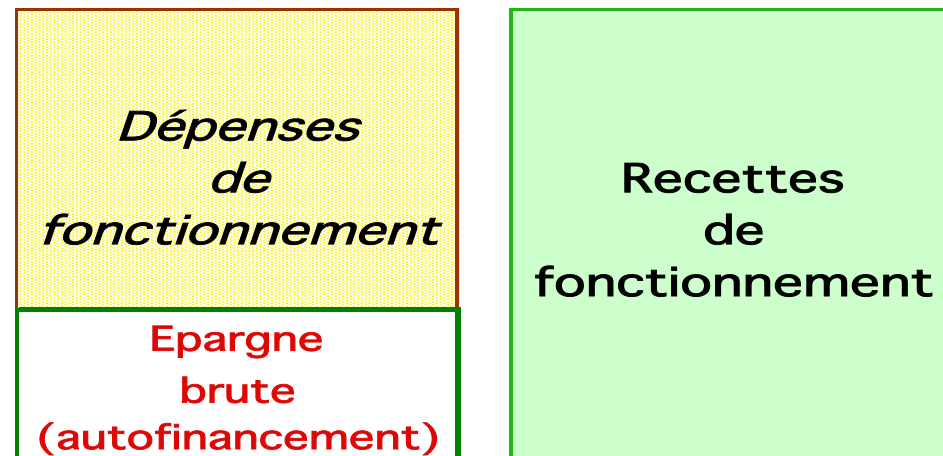 Dépenses
de
fonctionnement
Epargne
brute
(autofinancement)
Recettes
de
fonctionnement